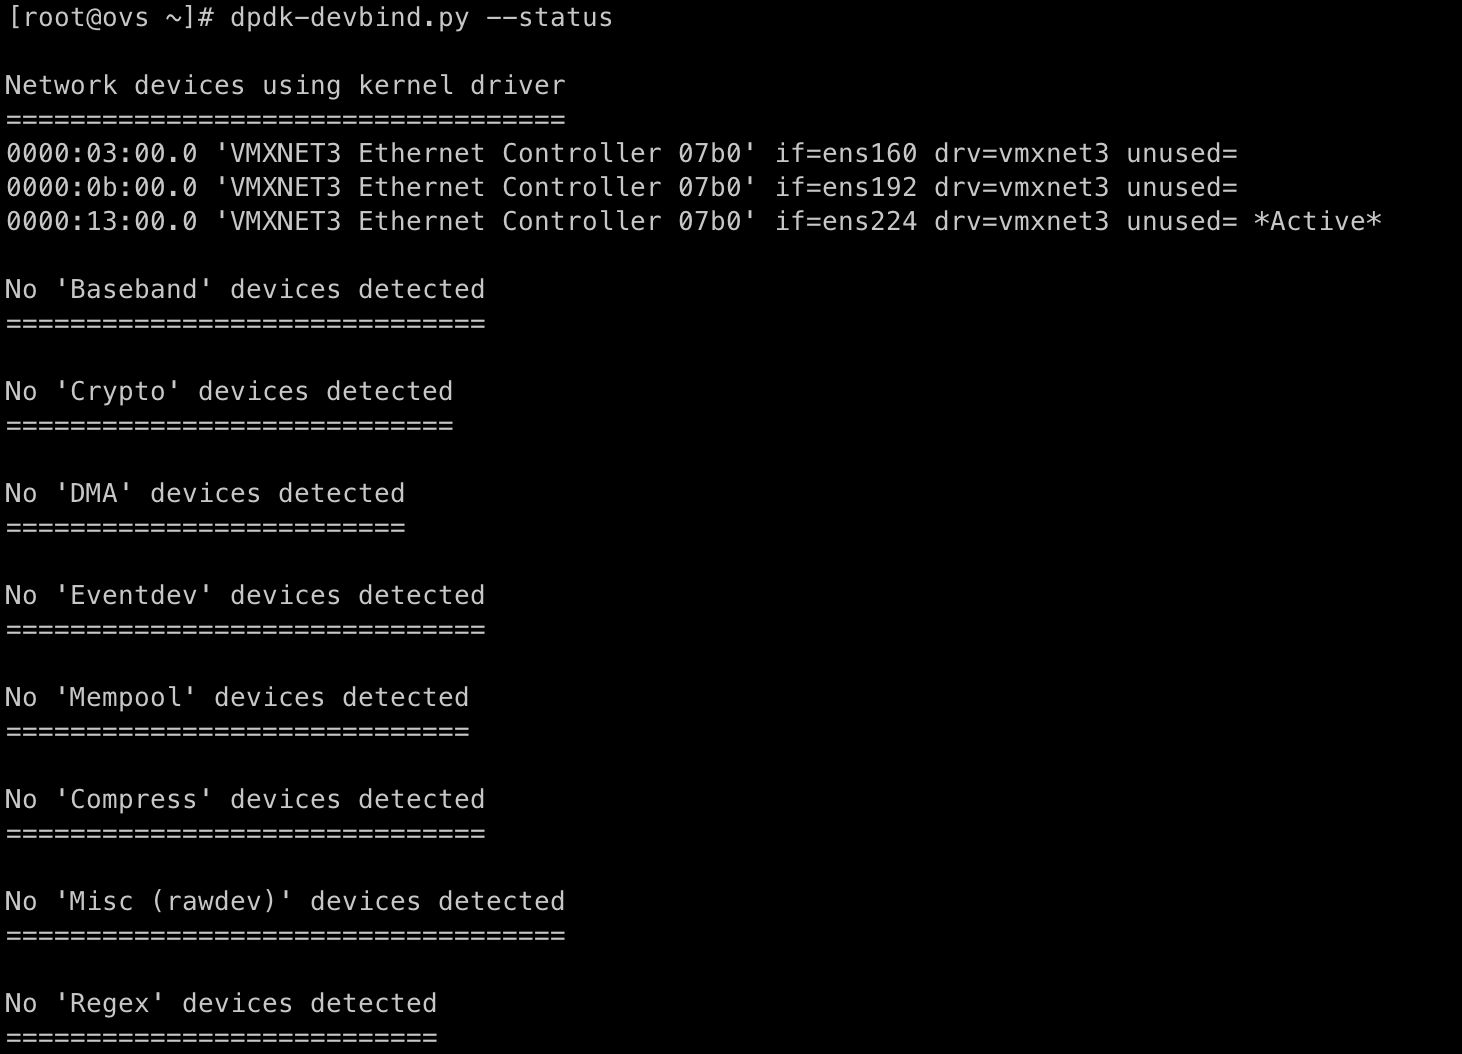 [root@ovs ~]# dpdk-devbind.py --status
Network devices using kernel driver
===================================
0000:03:00.0 'VMXNET3 Ethernet Controller 07b0' if=ens160 drv=vmxnet3 unused=
0000:0b:00.0 'VMXNET3 Ethernet Controller 07b0' if=ens192 drv=vmxnet3 unused=
0000:13:00.0 'VMXNET3 Ethernet Controller 07b0' if=ens224 drv=vmxnet3 unused= *Active*
No 'Baseband' devices detected
==============================
No 'Crypto' devices detected
============================
No 'DMA' devices detected
=========================
No 'Eventdev' devices detected
==============================
No 'Mempool' devices detected
=============================
No 'Compress' devices detected
==============================
No 'Misc (rawdev)' devices detected
===================================
No 'Regex' devices detected
===========================